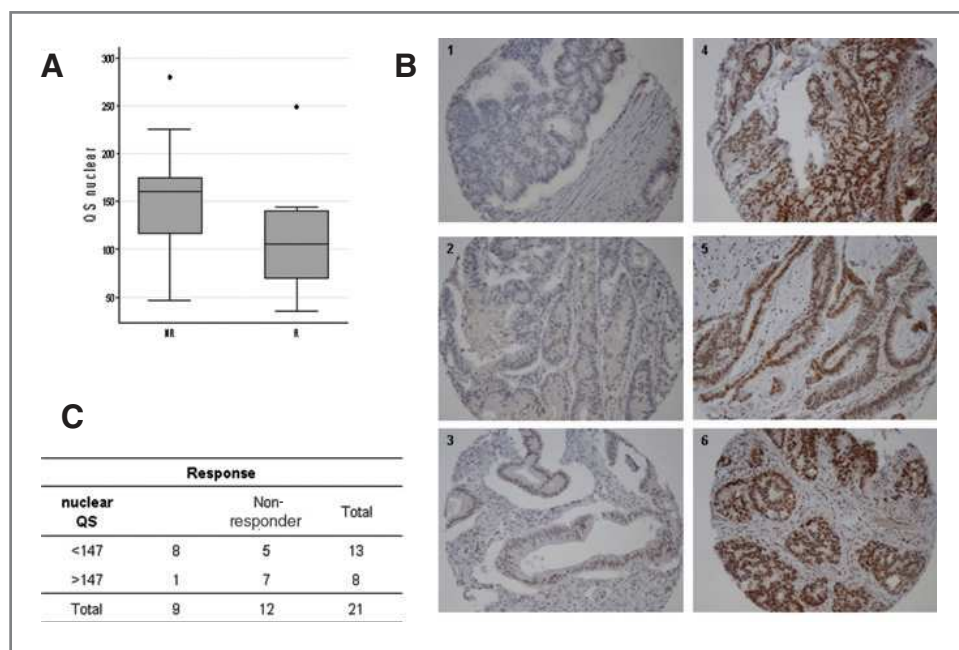 A
B
300
250
200
150
100
50
QS nuclear
NR
R
1
4
2
5
3
6
C
Response
nuclear QS Non-responder Total
<147 8 5 13
>147 1 7 8
Total 9 12 21